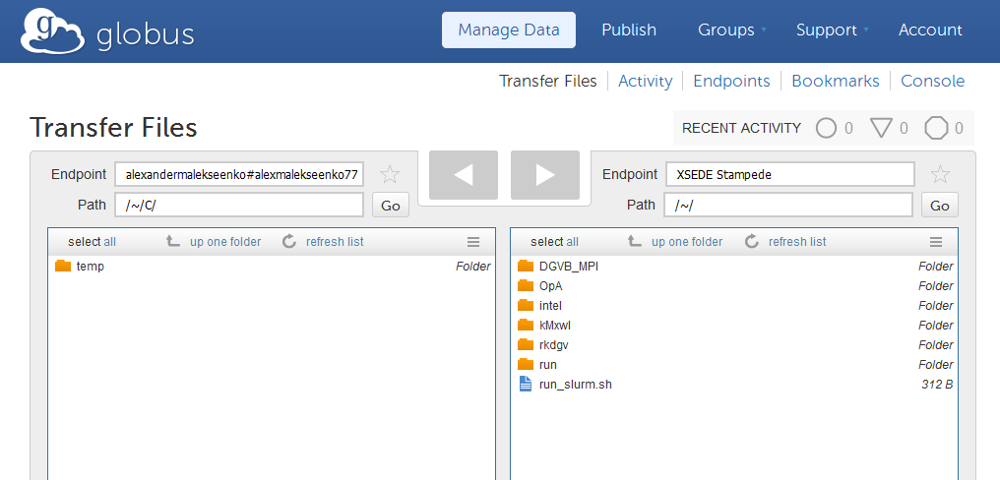 globus
Manage Data Publish Groups Support Account
Transfer Files Activity Endpoints Bookmarks Console
Transfer Files
RECENT ACTIVITY 0 0 0
Endpoint alexandermalekseenko#alexmalekseenko77
Path /~/C/ Go
select all up one folder refresh list
temp Folder
Endpoint XSEDE Stampede
Path /~/ Go
select all up one folder refresh list
DGVB_MPI Folder
OpA Folder
intel Folder
kMxwl Folder
rkdgv Folder
run Folder
run_slurm.sh 312 B